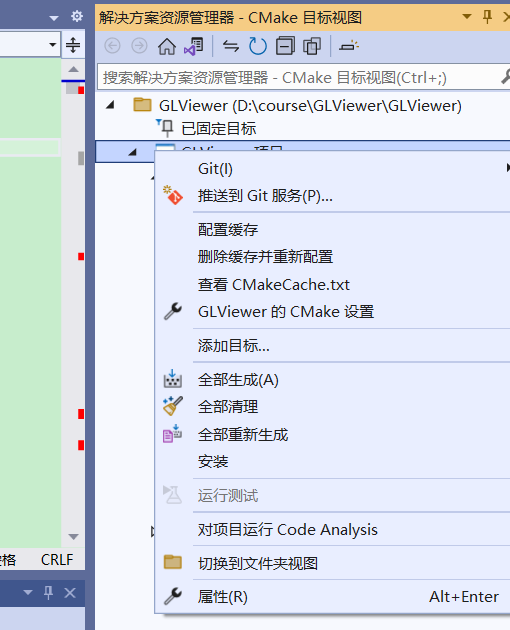 解决方案资源管理器 - CMake 目标视图
搜索解决方案资源管理器 - CMake 目标视图(Ctrl+;)
GLViewer (D:\course\GLViewer\GLViewer)
已固定目标
GLViewer 项目
Git(I)
推送到 Git 服务(P)...
配置缓存
删除缓存并重新配置
查看 CMakeCache.txt
GLViewer 的 CMake 设置
添加目标...
全部生成(A)
全部清理
全部重新生成
安装
运行测试
对项目运行 Code Analysis
CRLF
切换到文件夹视图
属性(R) Alt+Enter